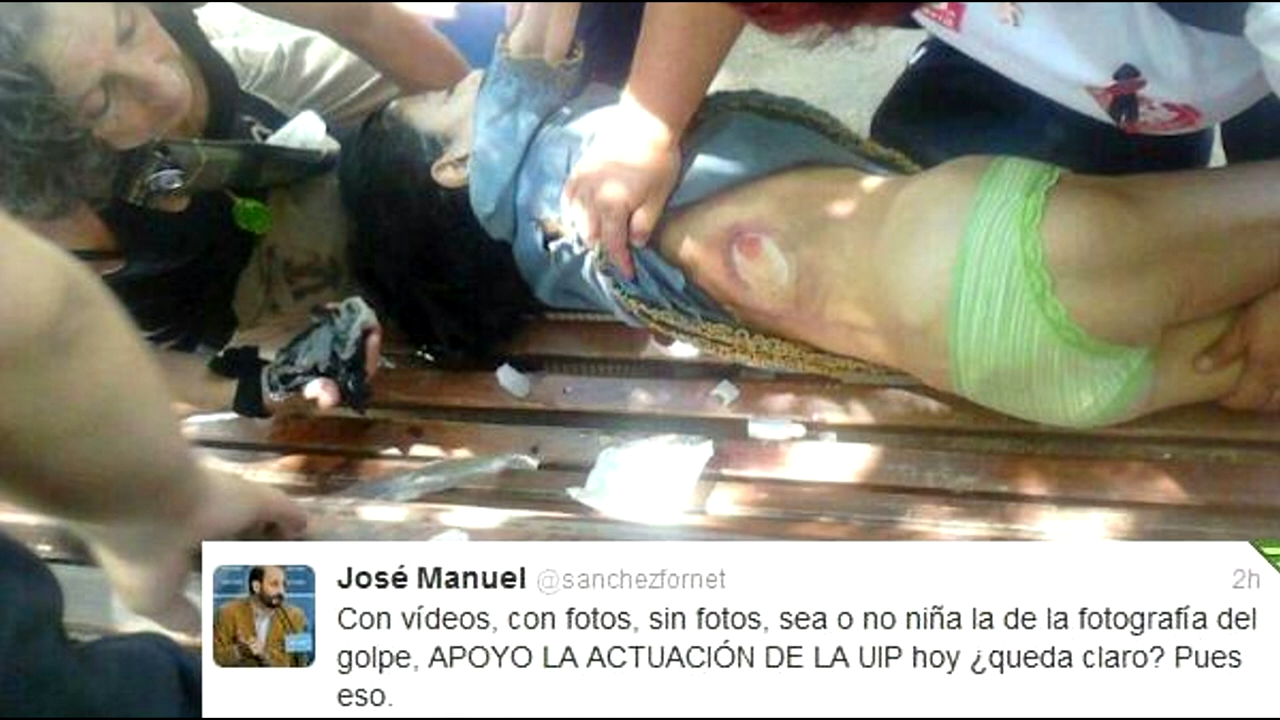 José Manuel @sanchezfornet 2h
Con vídeos, con fotos, sin fotos, sea o no niña la de la fotografía del
golpe, APOYO LA ACTUACIÓN DE LA UIP hoy ¿queda claro? Pues
eso.